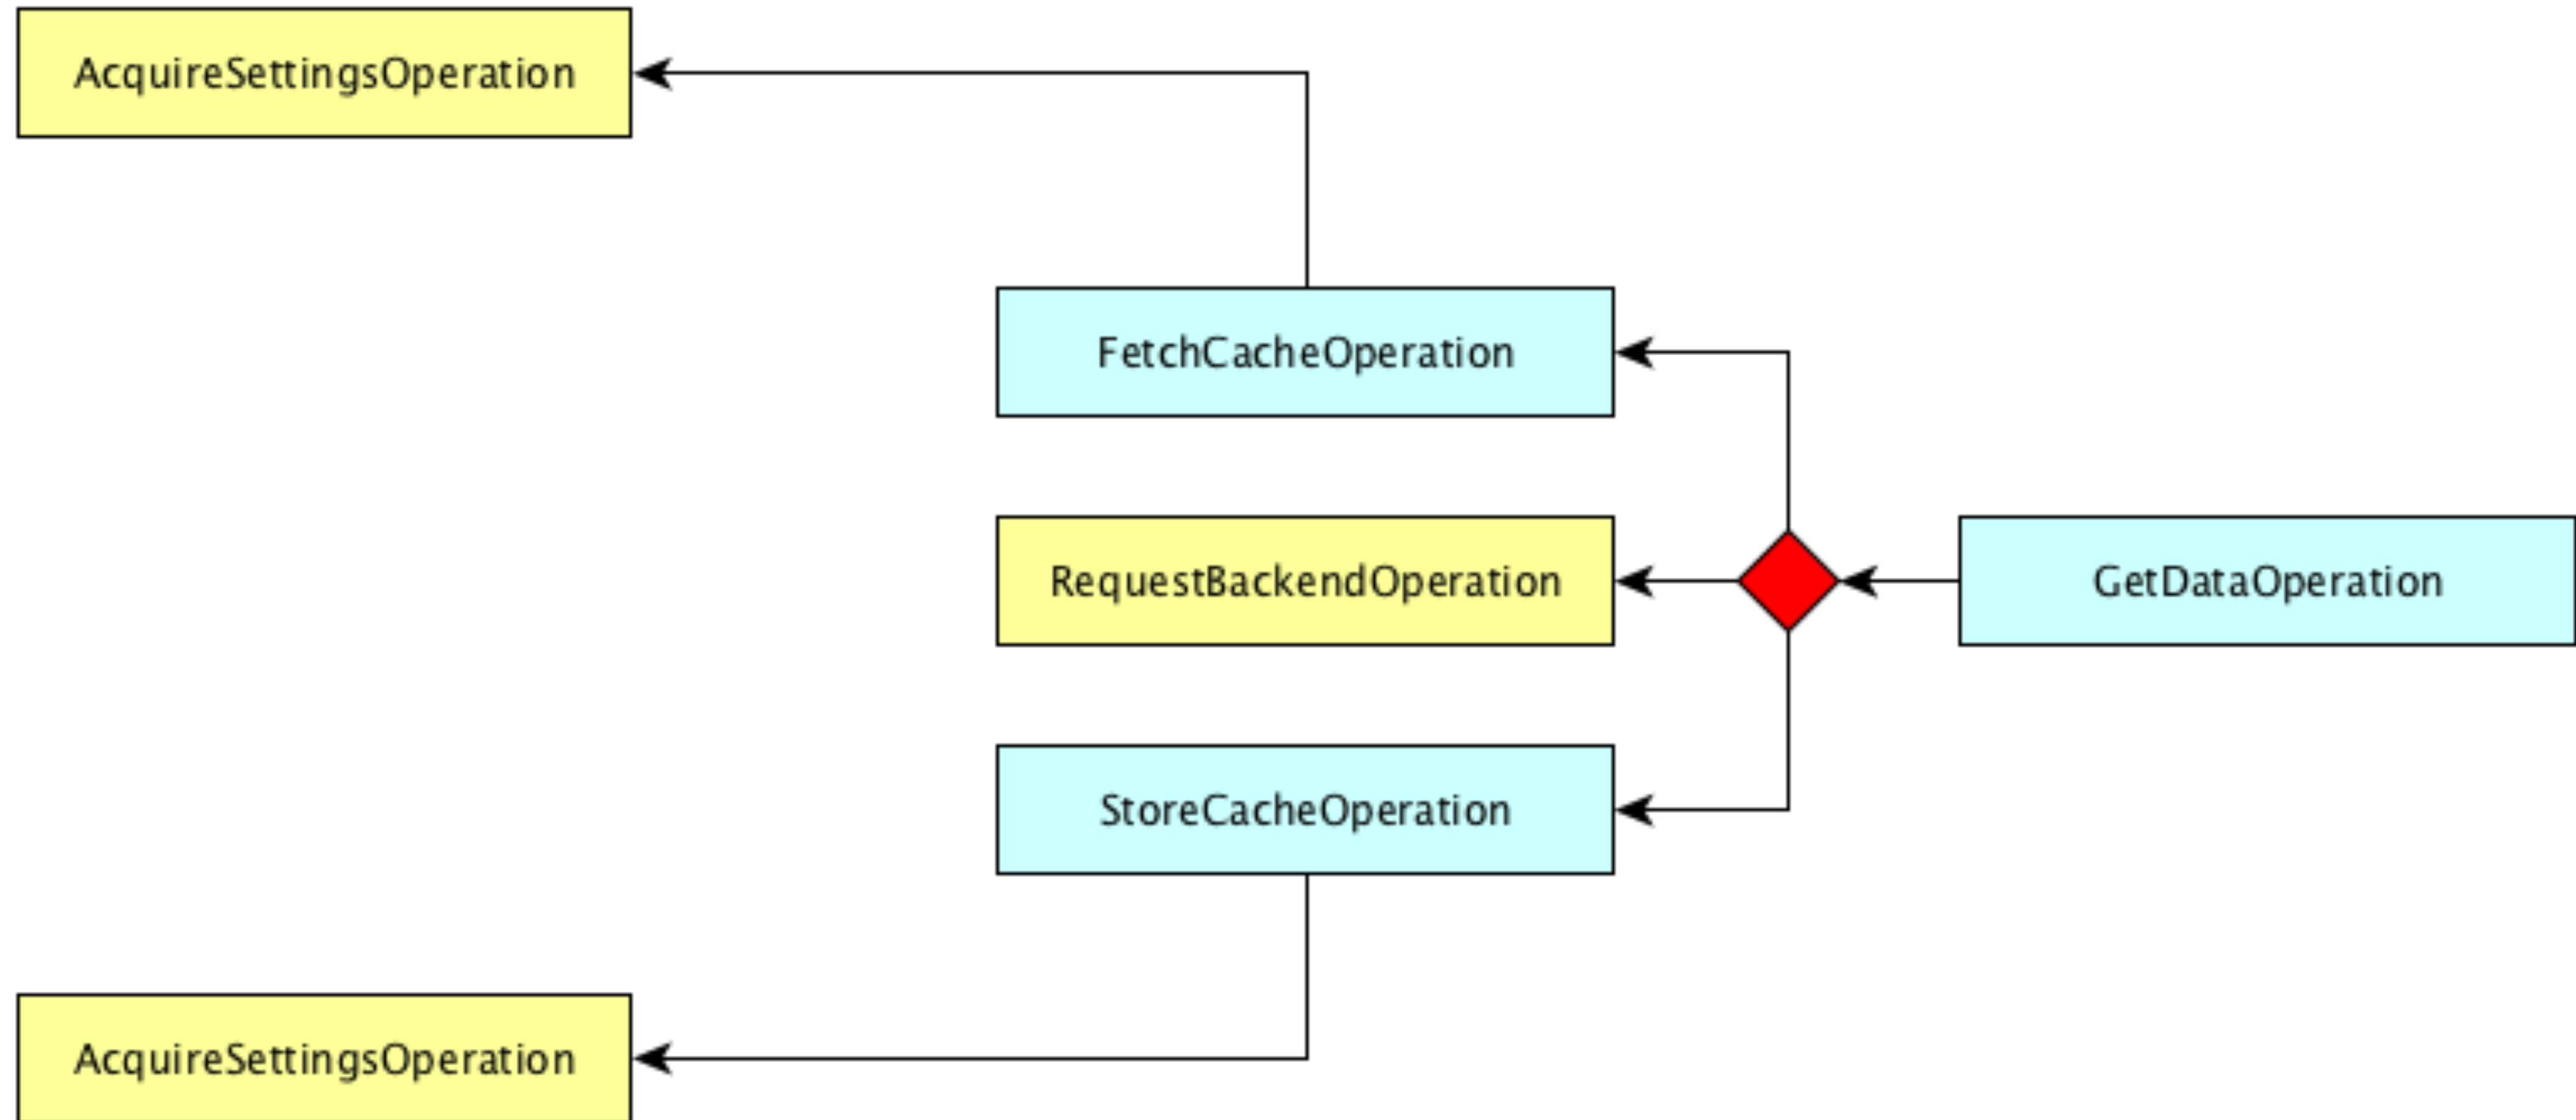 AcquireSettingsOperation
FetchCacheOperation
RequestBackendOperation
GetDataOperation
StoreCacheOperation
AcquireSettingsOperation